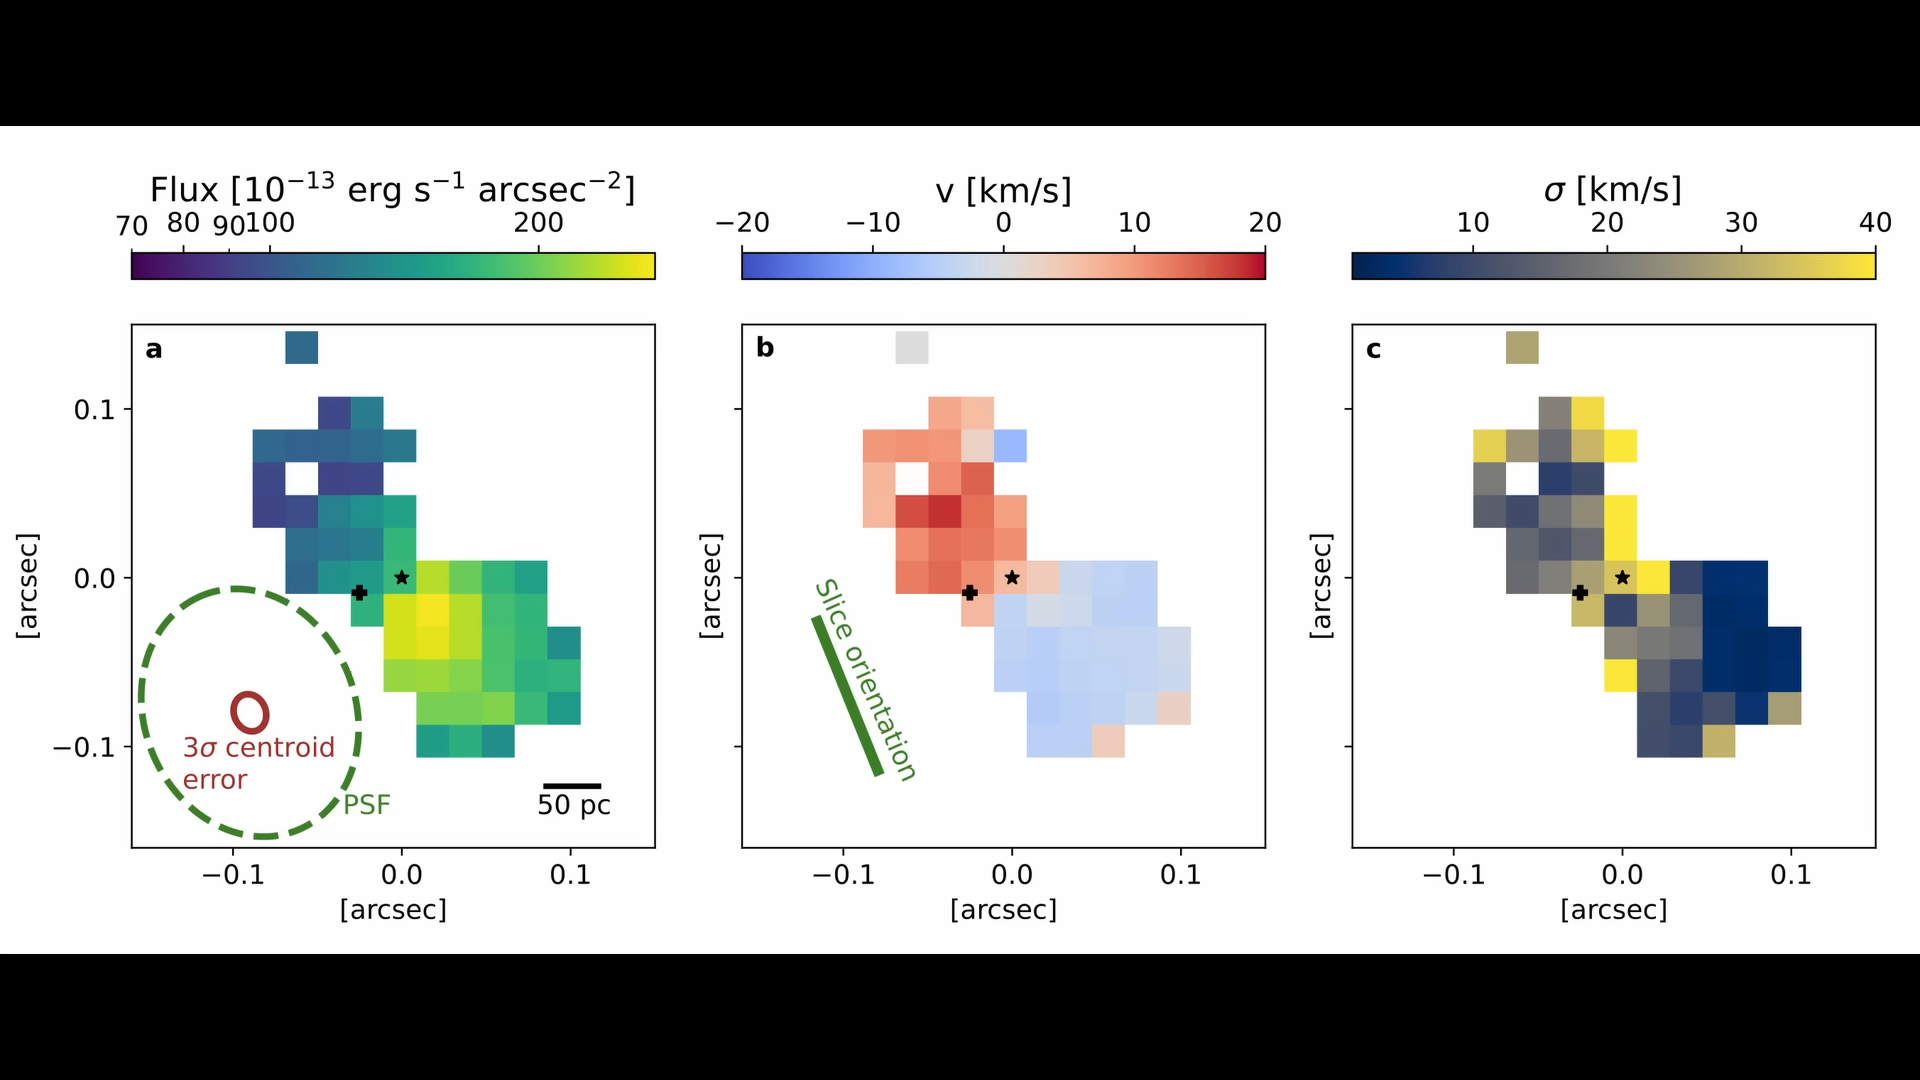 Flux [10⁻¹³ erg s⁻¹ arcsec⁻²]
70 80 90 100 200
v [km/s]
−20 −10 0 10 20
σ [km/s]
10 20 30 40
a
b
c
0.1
0.0
−0.1
[arcsec]
3σ centroid
error
PSF
50 pc
−0.1 0.0 0.1
[arcsec]
[arcsec]
Slice orientation
−0.1 0.0 0.1
[arcsec]
[arcsec]
−0.1 0.0 0.1
[arcsec]